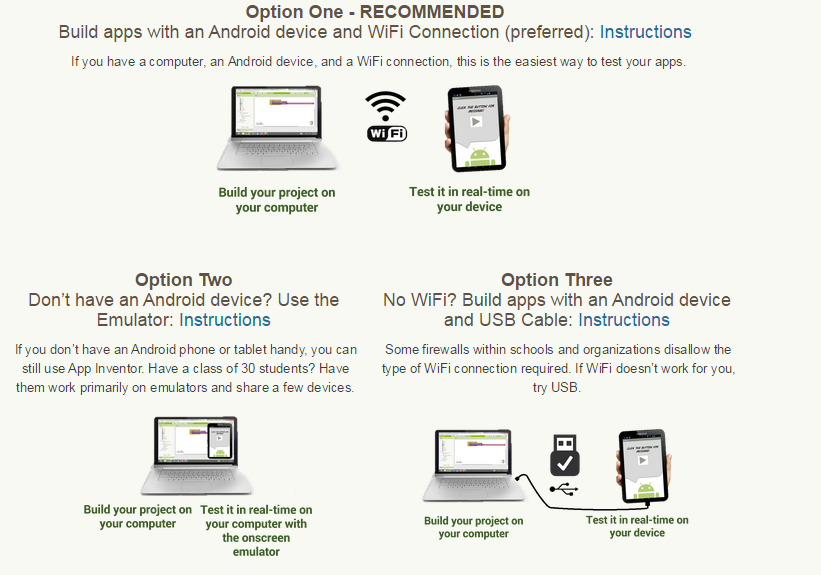 Option One - RECOMMENDED
Build apps with an Android device and WiFi Connection (preferred): Instructions
If you have a computer, an Android device, and a WiFi connection, this is the easiest way to test your apps.
CLICK THE BUTTON FOR
WiFi
Build your project on
your computer
Test it in real-time on
your device
Option Two
Don't have an Android device? Use the
Emulator: Instructions
If you don't have an Android phone or tablet handy, you can
still use App Inventor. Have a class of 30 students? Have
them work primarily on emulators and share a few devices.
Build your project on
your computer
Test it in real-time on
your computer with
the onscreen
emulator
Option Three
No WiFi? Build apps with an Android device
and USB Cable: Instructions
Some firewalls within schools and organizations disallow the
type of WiFi connection required. If WiFi doesn't work for you,
try USB.
Build your project on
your computer
Test it in real-time on
your device